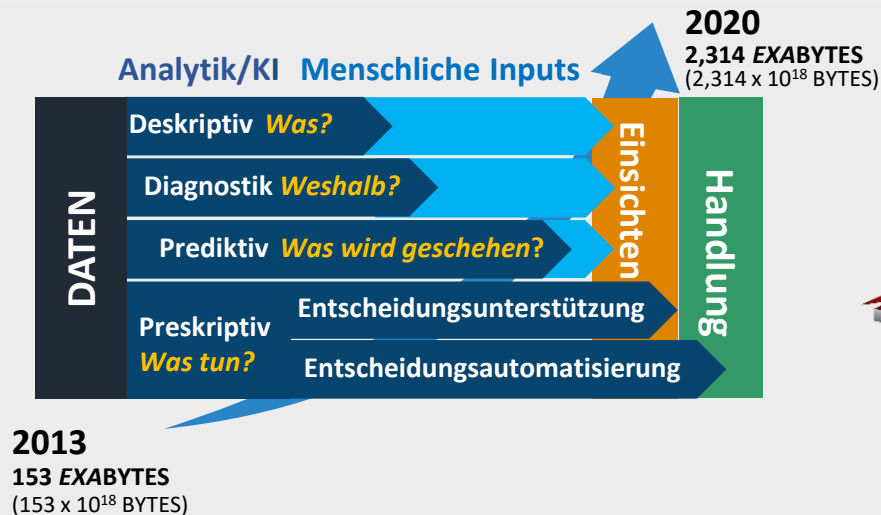 2020
2,314 EXABYTES
(2,314 x 10¹⁸ BYTES)
Analytik/KI Menschliche Inputs
DATEN
Deskriptiv Was?
Diagnostik Weshalb?
Prediktiv Was wird geschehen?
Preskriptiv
Was tun?
Entscheidungsunterstützung
Entscheidungsautomatisierung
Einsichten
Handlung
2013
153 EXABYTES
(153 x 10¹⁸ BYTES)